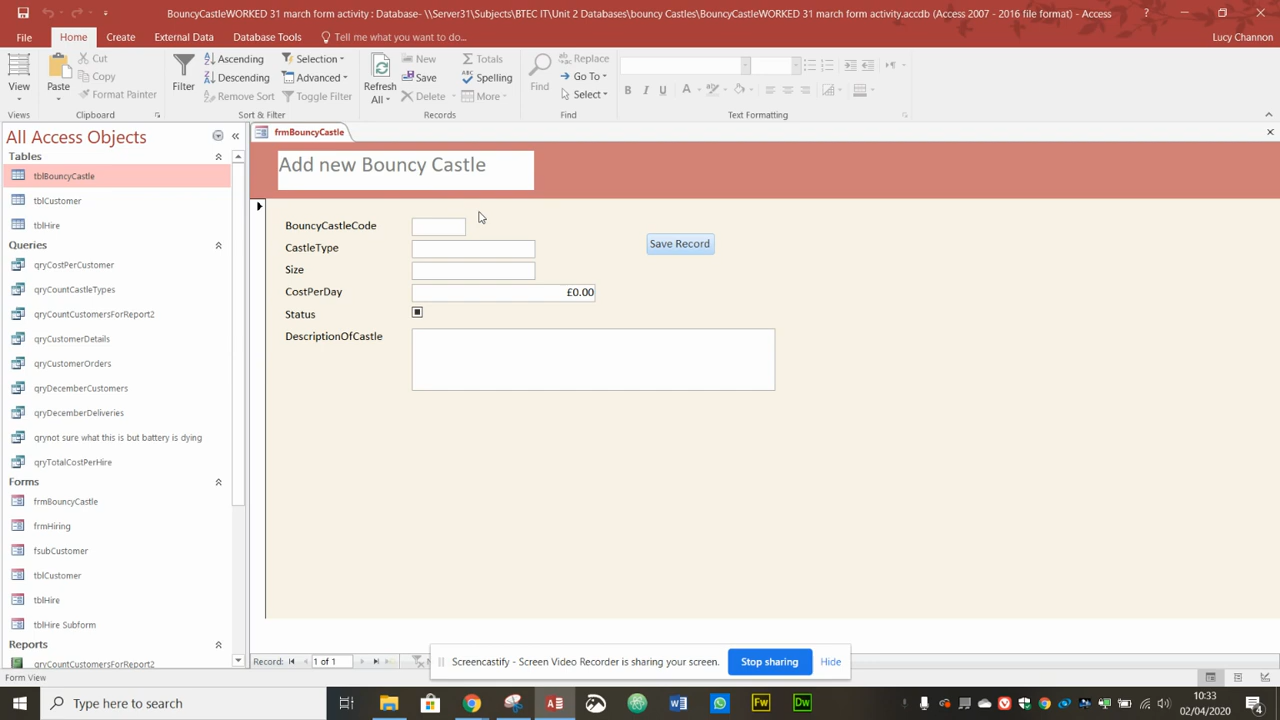 BouncyCastleWORKED 31 march form activity : Database- \\Server31\Subjects\BTEC IT\Unit 2 Databases\bouncy Castles\BouncyCastleWORKED 31 march form activity.accdb (Access 2007 - 2016 file format) - Access
File Home Create External Data Database Tools Tell me what you want to do... Lucy Channon
View
Views
Paste
Cut
Copy
Format Painter
Clipboard
Filter
Ascending
Descending
Remove Sort
Selection
Advanced
Toggle Filter
Sort & Filter
Refresh
All
New
Save
Delete
Totals
Spelling
More
Records
Find
Replace
Go To
Select
Find
B I U A
Text Formatting
All Access Objects
Tables
tblBouncyCastle
tblCustomer
tblHire
Queries
qryCostPerCustomer
qryCountCastleTypes
qryCountCustomersForReport2
qryCustomerDetails
qryCustomerOrders
qryDecemberCustomers
qryDecemberDeliveries
qrynot sure what this is but battery is dying
qryTotalCostPerHire
Forms
frmBouncyCastle
frmHiring
fsubCustomer
tblCustomer
tblHire
tblHire Subform
Reports
qryCountCustomersForReport2
frmBouncyCastle
Add new Bouncy Castle
BouncyCastleCode
CastleType
Size
CostPerDay £0.00
Status
DescriptionOfCastle
Save Record
Record: 1 of 1
Screencastify - Screen Video Recorder is sharing your screen. Stop sharing Hide
Form View
Type here to search
Fw
Dw
10:33
02/04/2020
4